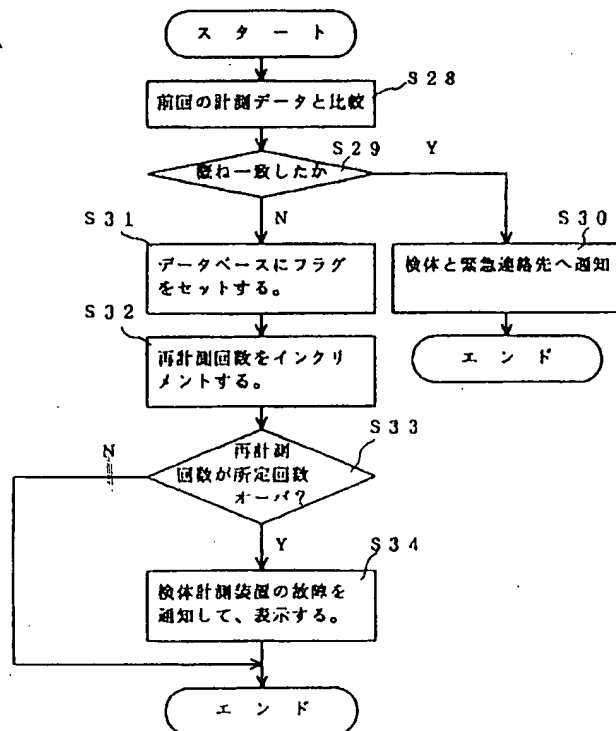 スタート
S28
前回の計測データと比較
S29
Y
概ね一致したか
N
S31
S30
データベースにフラグ
をセットする。
検体と緊急連絡先へ通知
S32
エンド
再計測回数をインクリ
メントする。
S33
N
再計測
回数が所定回数
オーバ?
Y
S34
検体計測装置の故障を
通知して、表示する。
エンド